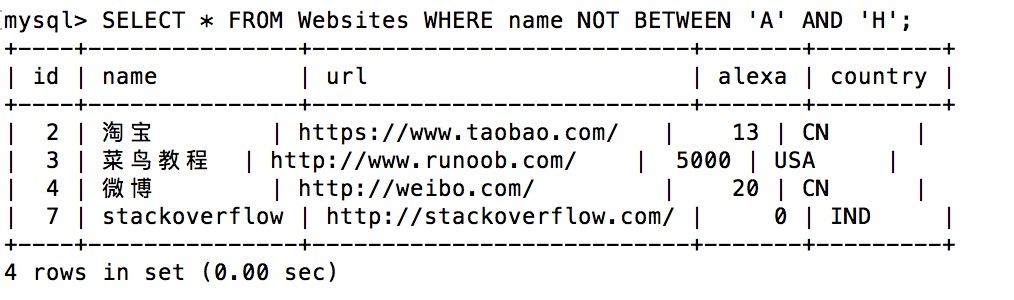 mysql> SELECT * FROM Websites WHERE name NOT BETWEEN 'A' AND 'H';
+----+---------------+---------------------------+-------+---------+
| id | name          | url                       | alexa | country |
+----+---------------+---------------------------+-------+---------+
|  2 | 淘宝        | https://www.taobao.com/   |    13 | CN      |
|  3 | 菜鸟教程  | http://www.runoob.com/    |  5000 | USA     |
|  4 | 微博        | http://weibo.com/         |    20 | CN      |
|  7 | stackoverflow | http://stackoverflow.com/ |     0 | IND     |
+----+---------------+---------------------------+-------+---------+
4 rows in set (0.00 sec)